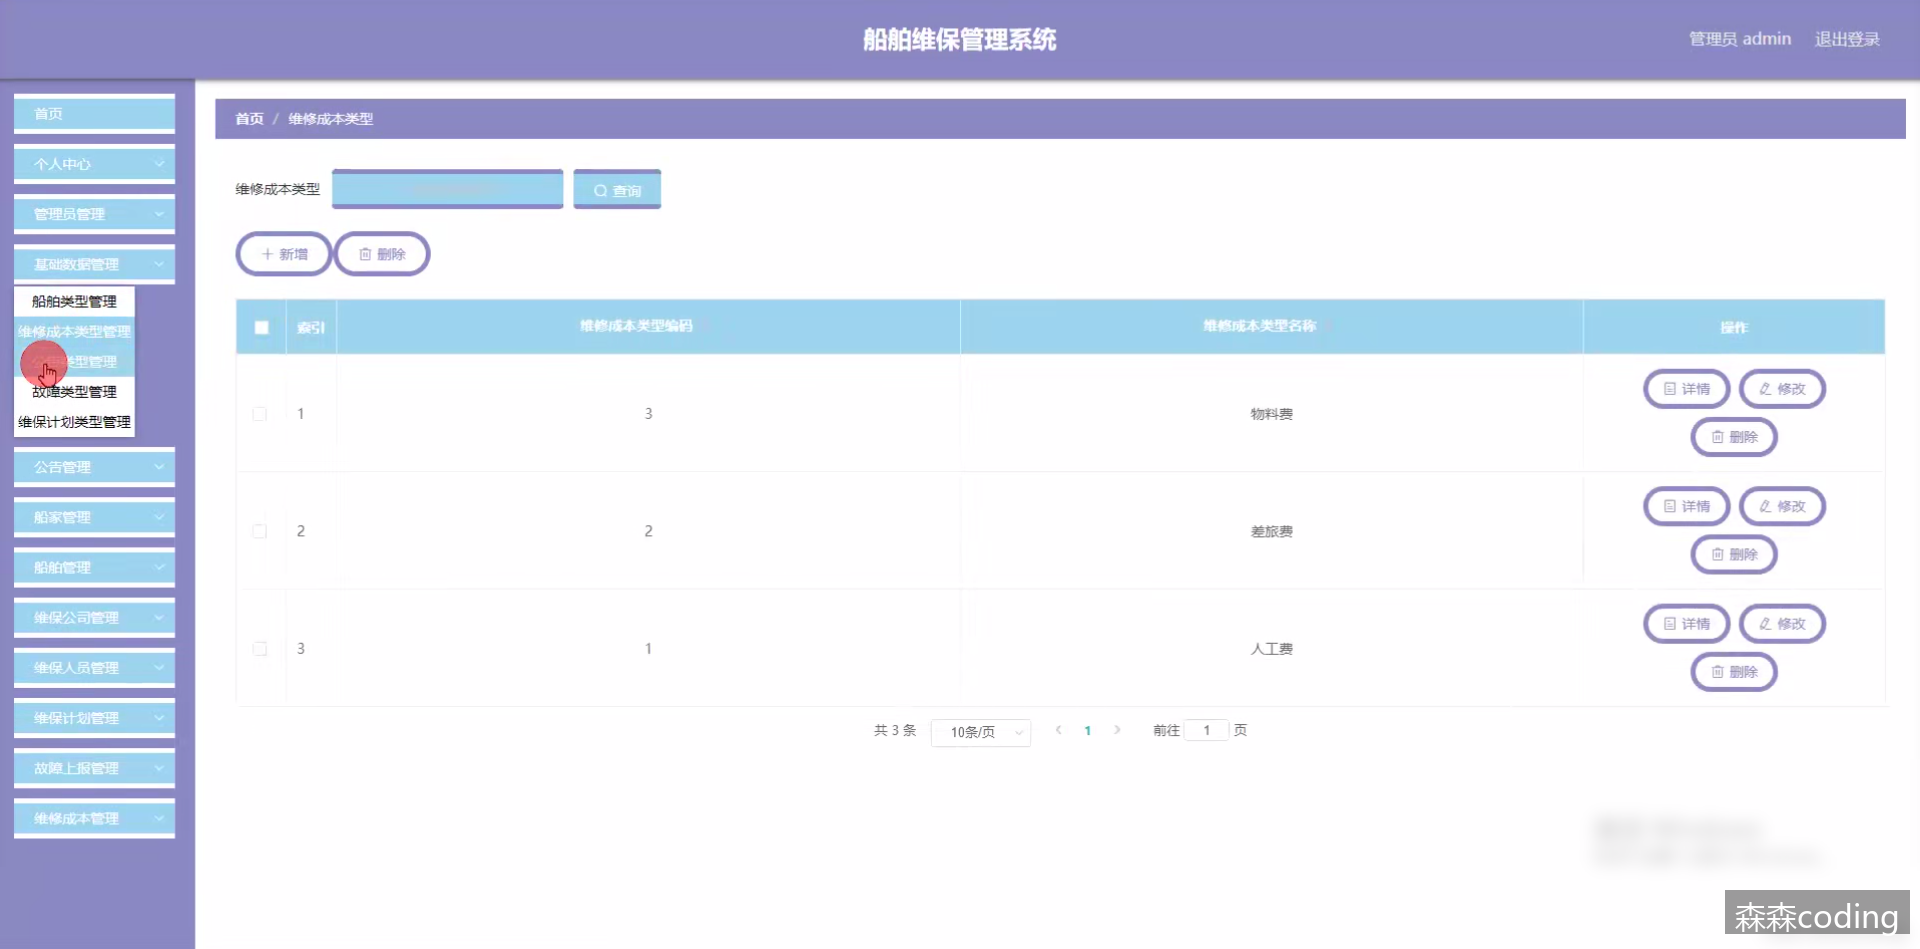 船舶维保管理系统
管理员 admin
退出登录
首页
个人中心
管理员管理
基础数据管理
船舶类型管理
维修成本类型管理
类型管理
故障类型管理
维保计划类型管理
公告管理
船家管理
船舶管理
维保公司管理
维保人员管理
维保计划管理
故障上报管理
维修成本管理
首页 / 维修成本类型
维修成本类型
查询
新增
删除
索引 维修成本类型编码 维修成本类型名称 操作
1 3 物料费 详情 修改
删除
2 2 差旅费 详情 修改
删除
3 1 人工费 详情 修改
删除
共 3 条 10条/页 1 前往 1 页
森森coding